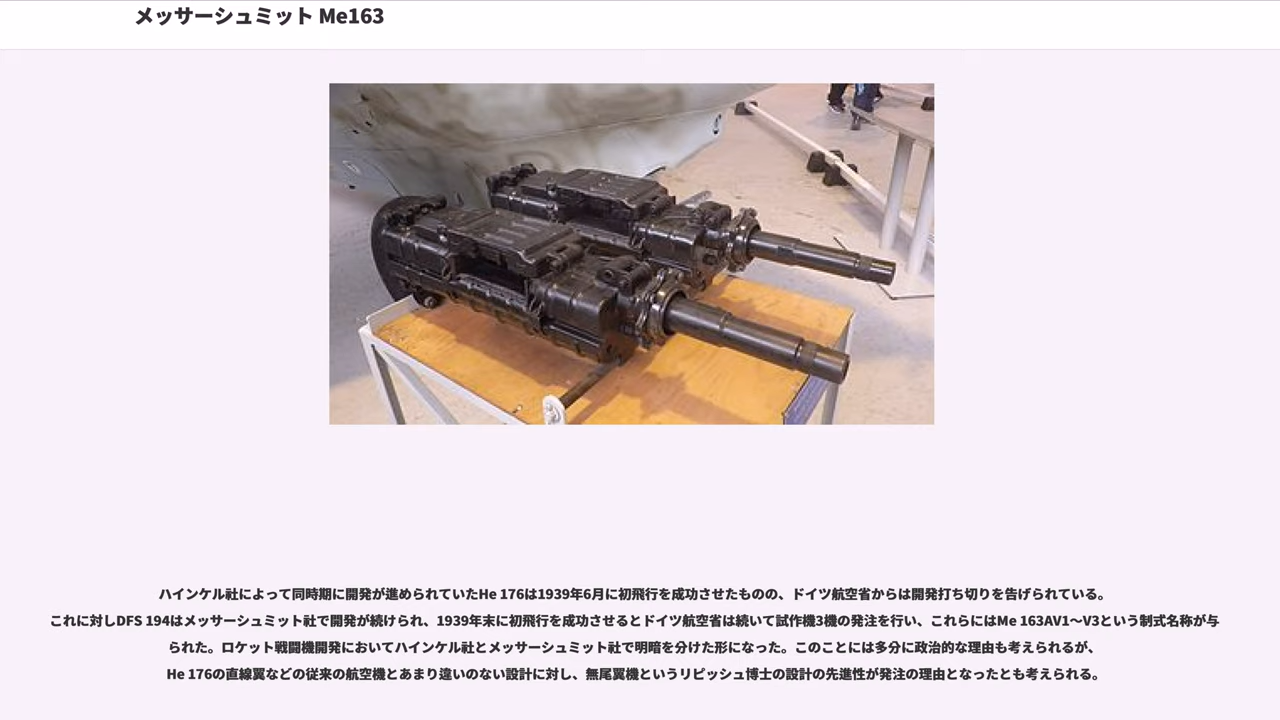 メッサーシュミット Me163
ハインケル社によって同時期に開発が進められていたHe 176は1939年6月に初飛行を成功させたものの、ドイツ航空省からは開発打ち切りを告げられている。
これに対しDFS 194はメッサーシュミット社で開発が続けられ、1939年末に初飛行を成功させるとドイツ航空省は続いて試作機3機の発注を行い、これらにはMe 163AV1〜V3という制式名称が与
られた。ロケット戦闘機開発においてハインケル社とメッサーシュミット社で明暗を分けた形になった。このことには多分に政治的な理由も考えられるが、
He 176の直線翼などの従来の航空機とあまり違いのない設計に対し、無尾翼機というリピッシュ博士の設計の先進性が発注の理由となったとも考えられる。